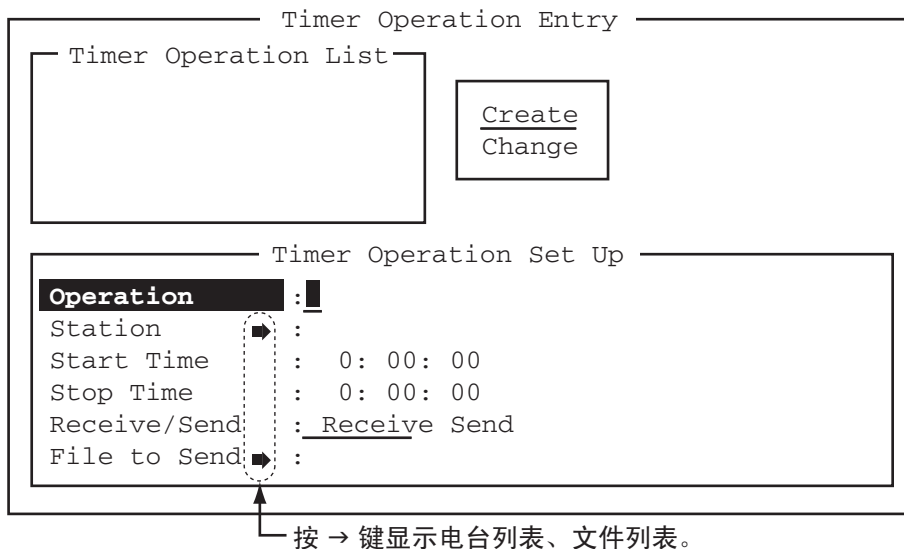 Timer Operation Entry
Timer Operation List
Create
Change
Timer Operation Set Up
Operation :
Station ➡ :
Start Time : 0: 00: 00
Stop Time : 0: 00: 00
Receive/Send : Receive Send
File to Send ➡ :
按 → 键显示电台列表、文件列表。